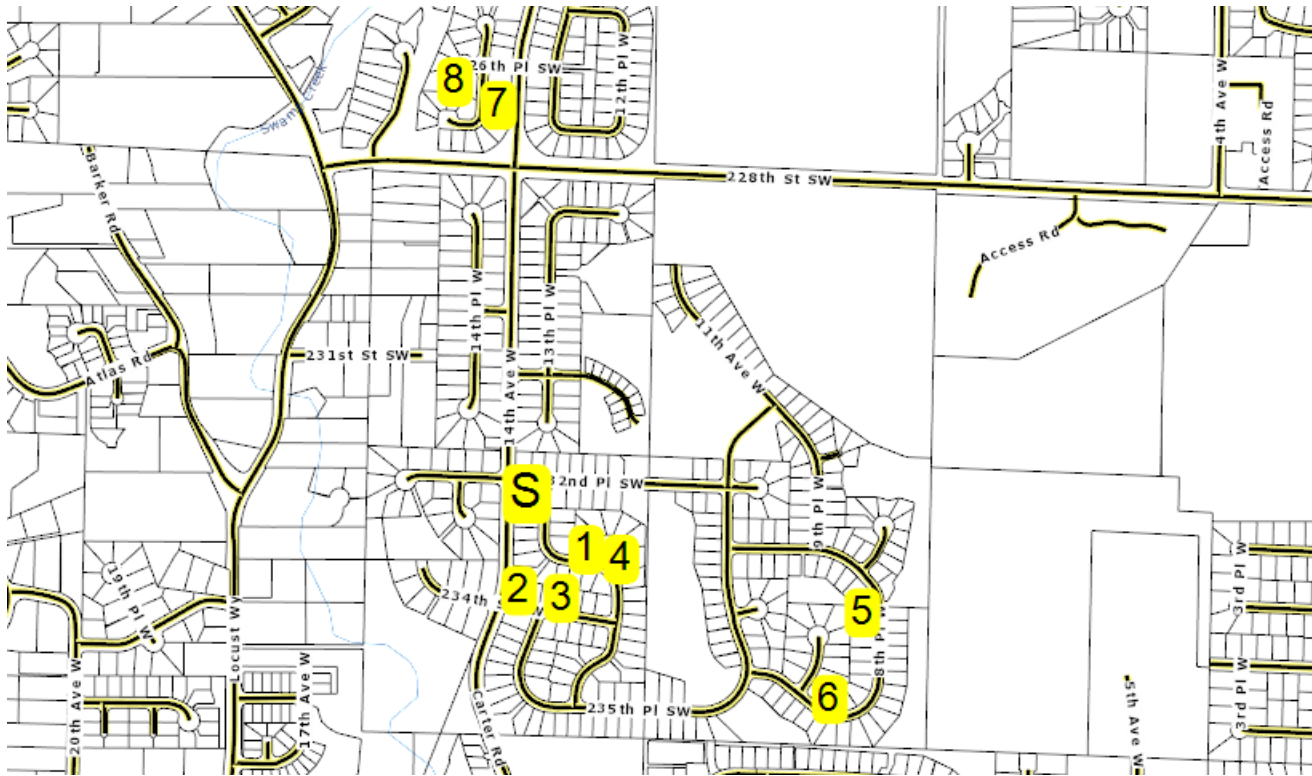 8
26th Pl SW
7
12th Pl W
4th Ave W
Access Rd
Swamp Creek
Barker Rd
228th St SW
Access Rd
14th Pl W
13th Pl W
11th Ave W
231st St SW
Atlas Rd
14th Ave W
S
32nd Pl SW
9th Pl W
1
4
2
3
234th S
19th Pl W
Locust Wy
5
8th Pl W
3rd Pl W
6
235th Pl SW
Carter Rd
17th Ave W
20th Ave W
5th Ave W
3rd Pl W